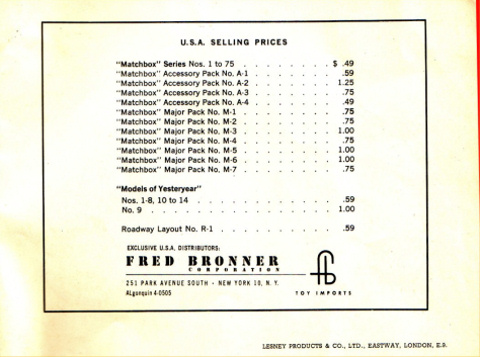 U.S.A. SELLING PRICES
"Matchbox" Series Nos. 1 to 75 . . . . . . . . $ .49
"Matchbox" Accessory Pack No. A-1 . . . . . . . .59
"Matchbox" Accessory Pack No. A-2 . . . . . . . 1.25
"Matchbox" Accessory Pack No. A-3 . . . . . . . .75
"Matchbox" Accessory Pack No. A-4 . . . . . . . .49
"Matchbox" Major Pack No. M-1 . . . . . . . . .75
"Matchbox" Major Pack No. M-2 . . . . . . . . .75
"Matchbox" Major Pack No. M-3 . . . . . . . . 1.00
"Matchbox" Major Pack No. M-4 . . . . . . . . .75
"Matchbox" Major Pack No. M-5 . . . . . . . . 1.00
"Matchbox" Major Pack No. M-6 . . . . . . . . 1.00
"Matchbox" Major Pack No. M-7 . . . . . . . . .75
"Models of Yesteryear"
Nos. 1-8, 10 to 14 . . . . . . . . . . . .59
No. 9 . . . . . . . . . . . . . . 1.00
Roadway Layout No. R-1 . . . . . . . . . .59
EXCLUSIVE U.S.A. DISTRIBUTORS:
FRED BRONNER
CORPORATION
251 PARK AVENUE SOUTH - NEW YORK 10, N. Y.
ALgonquin 4-0505
TOY IMPORTS
LESNEY PRODUCTS & CO., LTD., EASTWAY, LONDON, E.9.